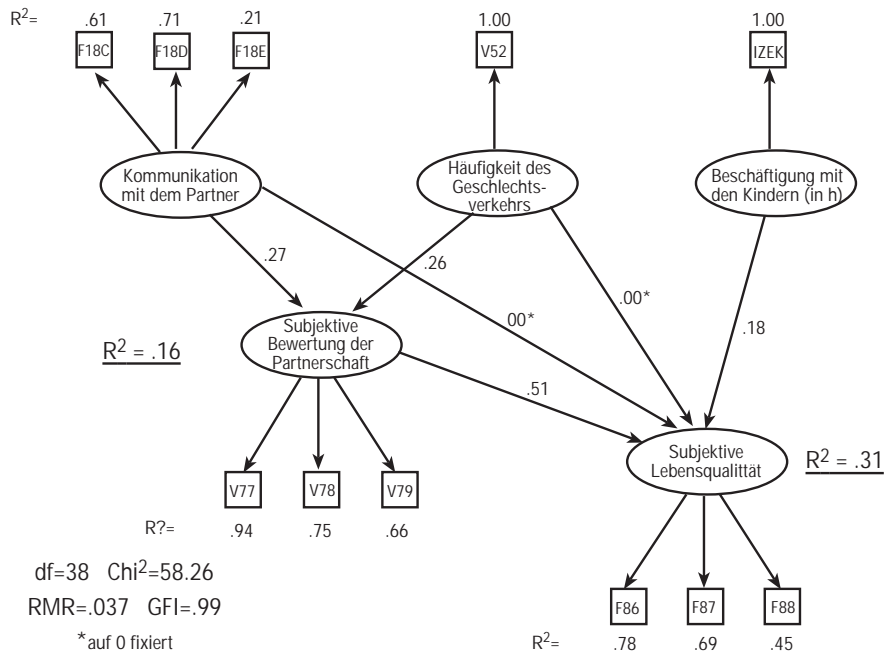 R²= .61 .71 .21 1.00 1.00
F18C F18D F18E V52 IZEK
Kommunikation
mit dem Partner
Häufigkeit des
Geschlechts-
verkehrs
Beschäftigung mit
den Kindern (in h)
.27
.26
00*
.00*
.18
Subjektive
Bewertung der
Partnerschaft
R² = .16
.51
Subjektive
Lebensqualittät
R² = .31
V77 V78 V79
R?= .94 .75 .66
df=38 Chi²=58.26
RMR=.037 GFI=.99
*auf 0 fixiert
F86 F87 F88
R²= .78 .69 .45